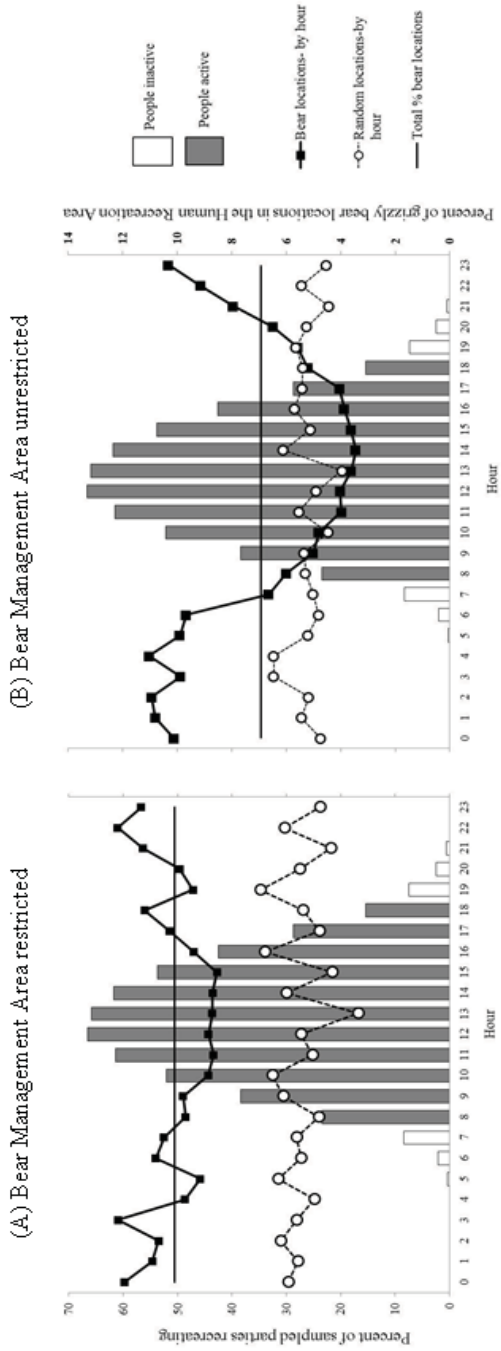 (A) Bear Management Area restricted
Percent of sampled parties recreating
70
60
50
40
30
20
10
0
0 1 2 3 4 5 6 7 8 9 10 11 12 13 14 15 16 17 18 19 20 21 22 23
Hour
(B) Bear Management Area unrestricted
14
12
10
8
6
4
2
0
Percent of grizzly bear locations in the Human Recreation Area
0 1 2 3 4 5 6 7 8 9 10 11 12 13 14 15 16 17 18 19 20 21 22 23
Hour
People inactive
People active
Bear locations- by hour
Random locations-by
hour
Total % bear locations